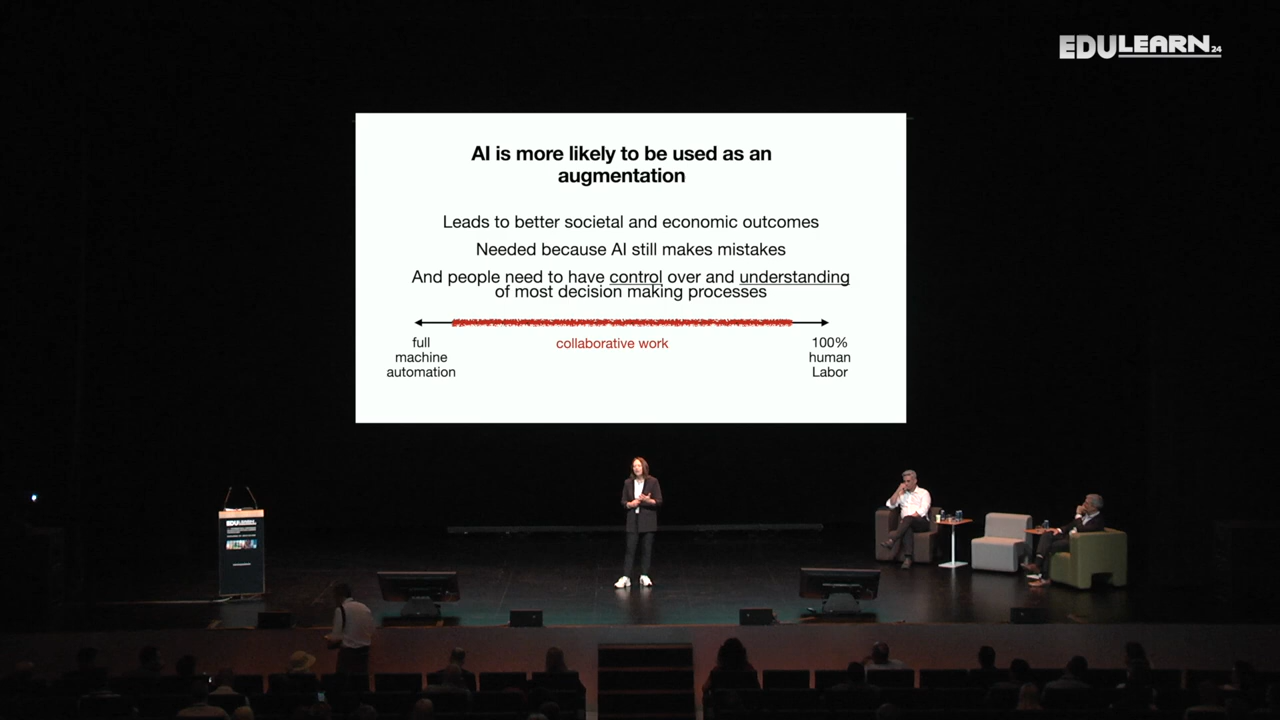 EDULEARN24
AI is more likely to be used as an
augmentation
Leads to better societal and economic outcomes
Needed because AI still makes mistakes
And people need to have control over and understanding
of most decision making processes
full
machine
automation
collaborative work
100%
human
Labor
EDULEARN